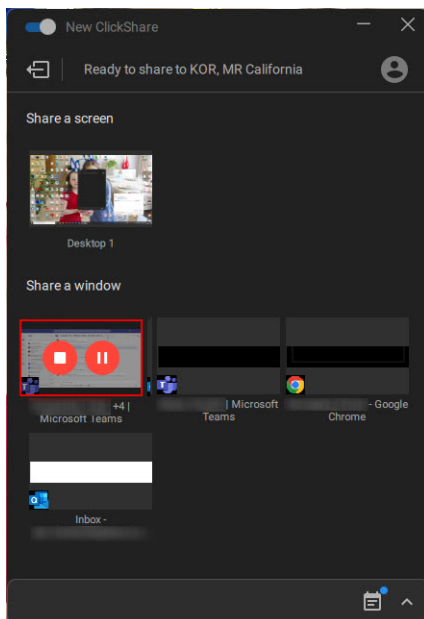 New ClickShare
Ready to share to KOR, MR California
Share a screen
Desktop 1
Share a window
+4 |
Microsoft Teams
| Microsoft
Teams
- Google
Chrome
Inbox -